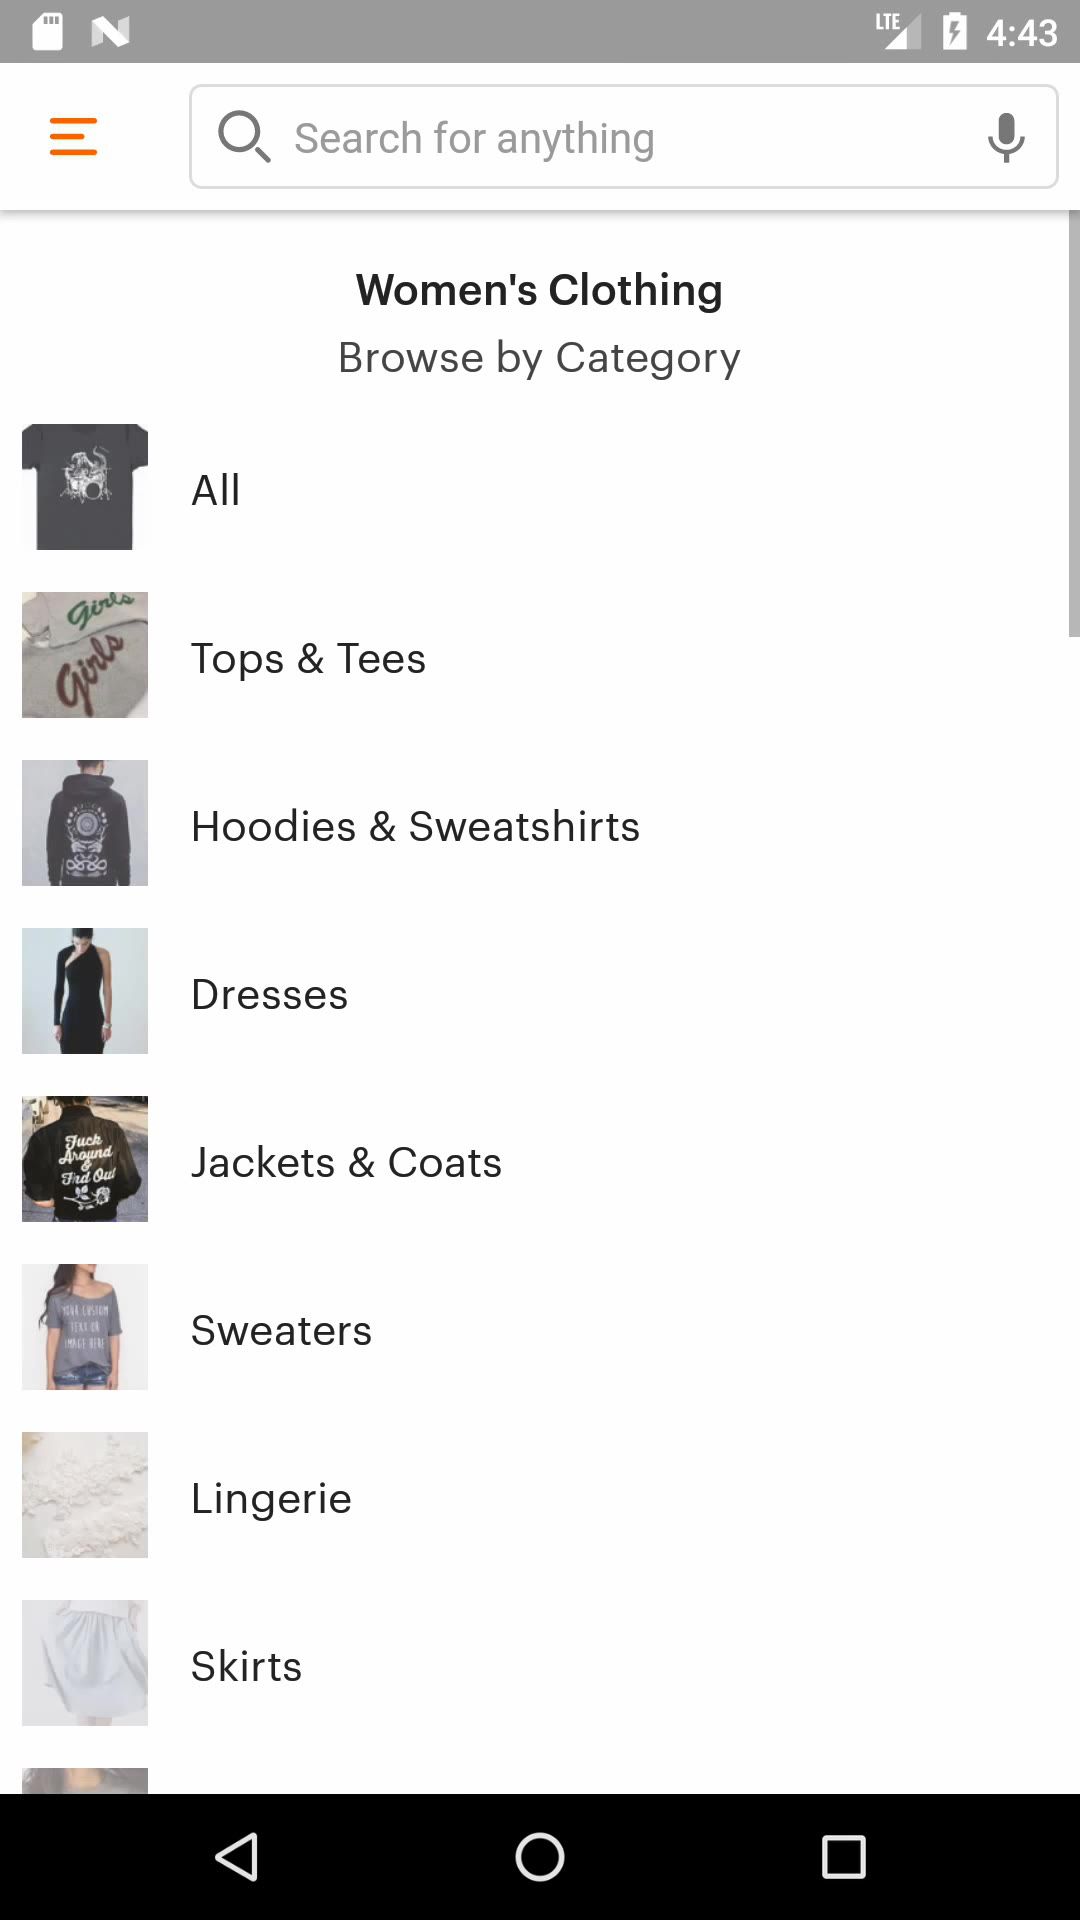 LTE 4:43
Search for anything
Women's Clothing
Browse by Category
All
Girls
Girls
Tops & Tees
Hoodies & Sweatshirts
Dresses
Fuck
Around
&
Find Out
Jackets & Coats
YOUR CUSTOM
TEXT OR
IMAGE HERE
Sweaters
Lingerie
Skirts